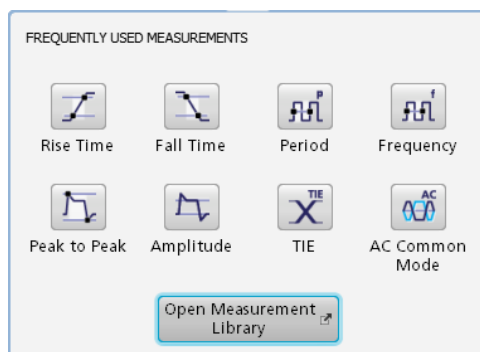 FREQUENTLY USED MEASUREMENTS
p
f
Rise Time
Fall Time
Period
Frequency
TIE
AC
Peak to Peak
Amplitude
TIE
AC Common
Mode
Open Measurement
Library